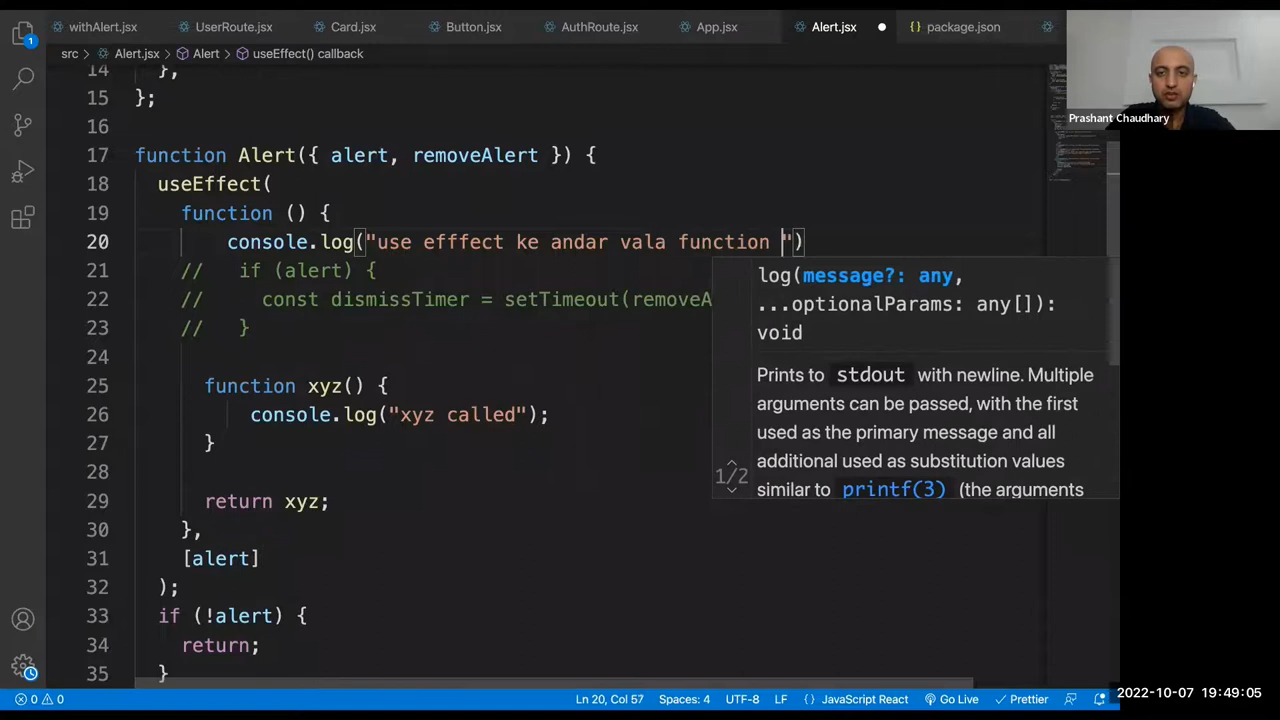 withAlert.jsx UserRoute.jsx Card.jsx Button.jsx AuthRoute.jsx App.jsx Alert.jsx package.json
src > Alert.jsx > Alert > useEffect() callback
Prashant Chaudhary
14 },
15 };
16
17 function Alert({ alert, removeAlert }) {
18 useEffect(
19 function () {
20 console.log("use efffect ke andar vala function ")
21 // if (alert) {
22 // const dismissTimer = setTimeout(removeA
23 // }
24
25 function xyz() {
26 console.log("xyz called");
27 }
28
29 return xyz;
30 },
31 [alert]
32 );
33 if (!alert) {
34 return;
35 }
log(message?: any,
...optionalParams: any[]):
void
Prints to stdout with newline. Multiple
arguments can be passed, with the first
used as the primary message and all
additional used as substitution values
similar to printf(3) (the arguments
1/2
1
0 0 Ln 20, Col 57 Spaces: 4 UTF-8 LF { } JavaScript React Go Live Prettier
2022-10-07 19:49:05